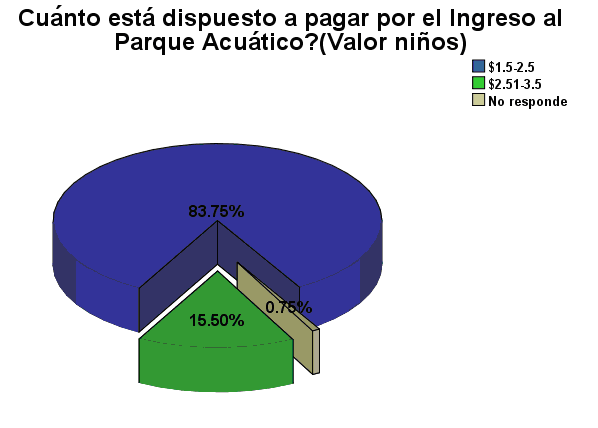 Cuánto está dispuesto a pagar por el Ingreso al
Parque Acuático?(Valor niños)
$1.5-2.5
$2.51-3.5
No responde
83.75%
0.75%
15.50%